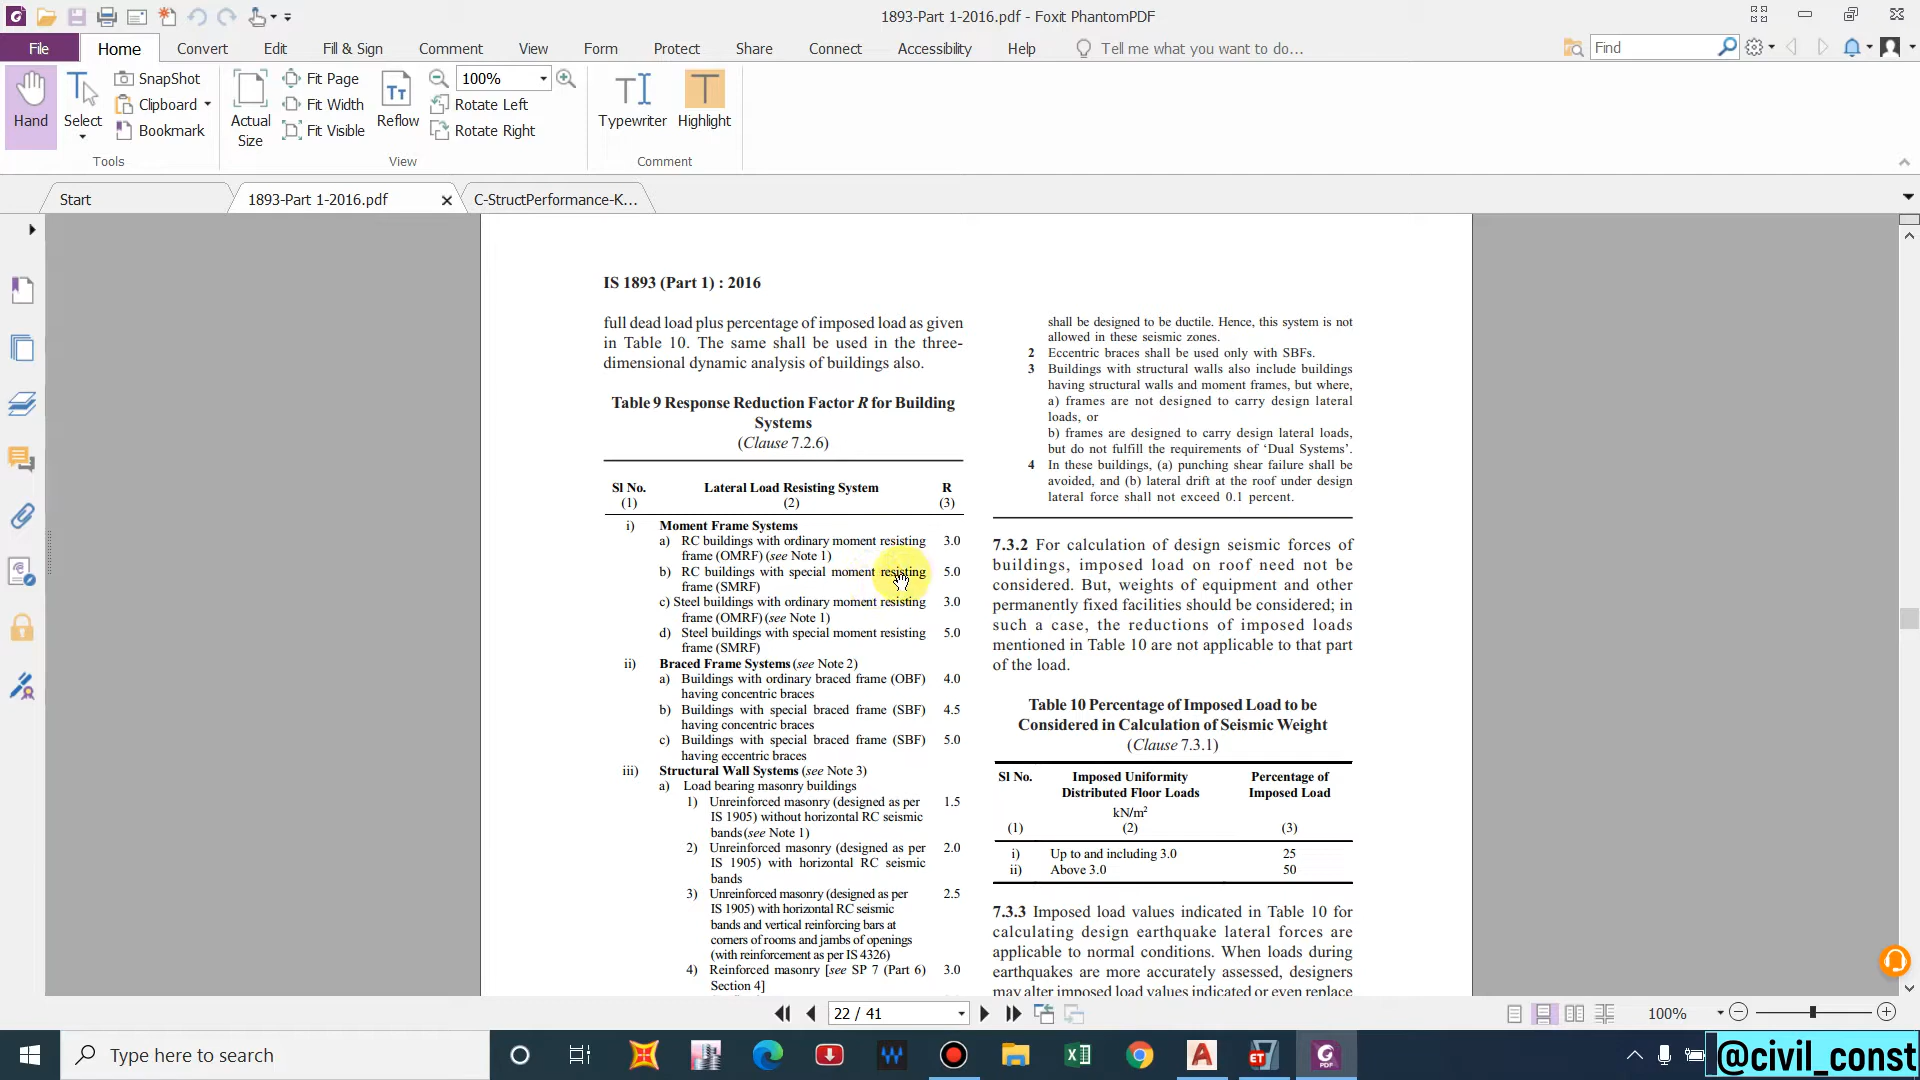 1893-Part 1-2016.pdf - Foxit PhantomPDF
File
Home
Convert
Edit
Fill & Sign
Comment
View
Form
Protect
Share
Connect
Accessibility
Help
Tell me what you want to do...
Find
Hand
Select
SnapShot
Clipboard
Bookmark
Tools
Actual
Size
Fit Page
Fit Width
Fit Visible
Reflow
100%
Rotate Left
Rotate Right
View
Typewriter
Highlight
Comment
Start
1893-Part 1-2016.pdf
C-StructPerformance-K...
IS 1893 (Part 1) : 2016
full dead load plus percentage of imposed load as given
in Table 10. The same shall be used in the three-
dimensional dynamic analysis of buildings also.
Table 9 Response Reduction Factor R for Building
Systems
(Clause 7.2.6)
Sl No. Lateral Load Resisting System R
(1) (2) (3)
i) Moment Frame Systems
a) RC buildings with ordinary moment resisting 3.0
frame (OMRF) (see Note 1)
b) RC buildings with special moment resisting 5.0
frame (SMRF)
c) Steel buildings with ordinary moment resisting 3.0
frame (OMRF) (see Note 1)
d) Steel buildings with special moment resisting 5.0
frame (SMRF)
ii) Braced Frame Systems (see Note 2)
a) Buildings with ordinary braced frame (OBF) 4.0
having concentric braces
b) Buildings with special braced frame (SBF) 4.5
having concentric braces
c) Buildings with special braced frame (SBF) 5.0
having eccentric braces
iii) Structural Wall Systems (see Note 3)
a) Load bearing masonry buildings
1) Unreinforced masonry (designed as per 1.5
IS 1905) without horizontal RC seismic
bands (see Note 1)
2) Unreinforced masonry (designed as per 2.0
IS 1905) with horizontal RC seismic
bands
3) Unreinforced masonry (designed as per 2.5
IS 1905) with horizontal RC seismic
bands and vertical reinforcing bars at
corners of rooms and jambs of openings
(with reinforcement as per IS 4326)
4) Reinforced masonry [see SP 7 (Part 6) 3.0
Section 4]
shall be designed to be ductile. Hence, this system is not
allowed in these seismic zones.
2 Eccentric braces shall be used only with SBFs.
3 Buildings with structural walls also include buildings
having structural walls and moment frames, but where,
a) frames are not designed to carry design lateral
loads, or
b) frames are designed to carry design lateral loads,
but do not fulfill the requirements of ‘Dual Systems’.
4 In these buildings, (a) punching shear failure shall be
avoided, and (b) lateral drift at the roof under design
lateral force shall not exceed 0.1 percent.
7.3.2 For calculation of design seismic forces of
buildings, imposed load on roof need not be
considered. But, weights of equipment and other
permanently fixed facilities should be considered; in
such a case, the reductions of imposed loads
mentioned in Table 10 are not applicable to that part
of the load.
Table 10 Percentage of Imposed Load to be
Considered in Calculation of Seismic Weight
(Clause 7.3.1)
Sl No. Imposed Uniformity Percentage of
Distributed Floor Loads Imposed Load
kN/m²
(1) (2) (3)
i) Up to and including 3.0 25
ii) Above 3.0 50
7.3.3 Imposed load values indicated in Table 10 for
calculating design earthquake lateral forces are
applicable to normal conditions. When loads during
earthquakes are more accurately assessed, designers
may alter imposed load values indicated or even replace
22 / 41
100%
Type here to search
@civil_const